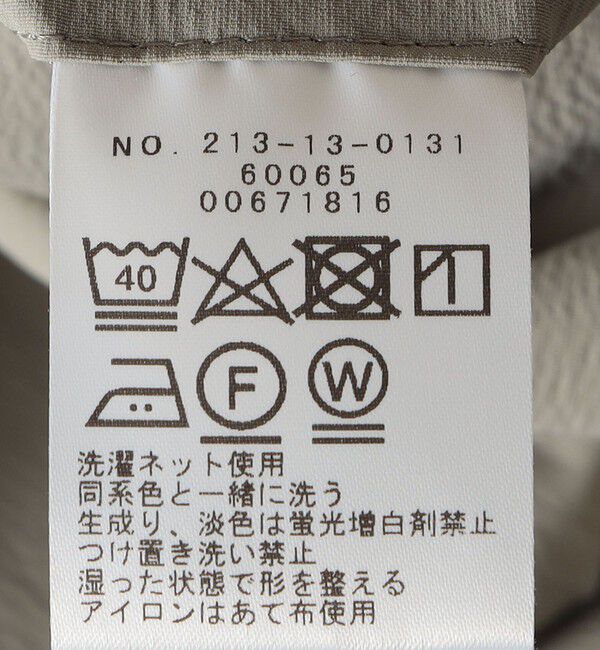 NO. 213-13-0131
60065
00671816
40
F W
洗濯ネット使用
同系色と一緒に洗う
生成り、淡色は蛍光増白剤禁止
つけ置き洗い禁止
湿った状態で形を整える
アイロンはあて布使用